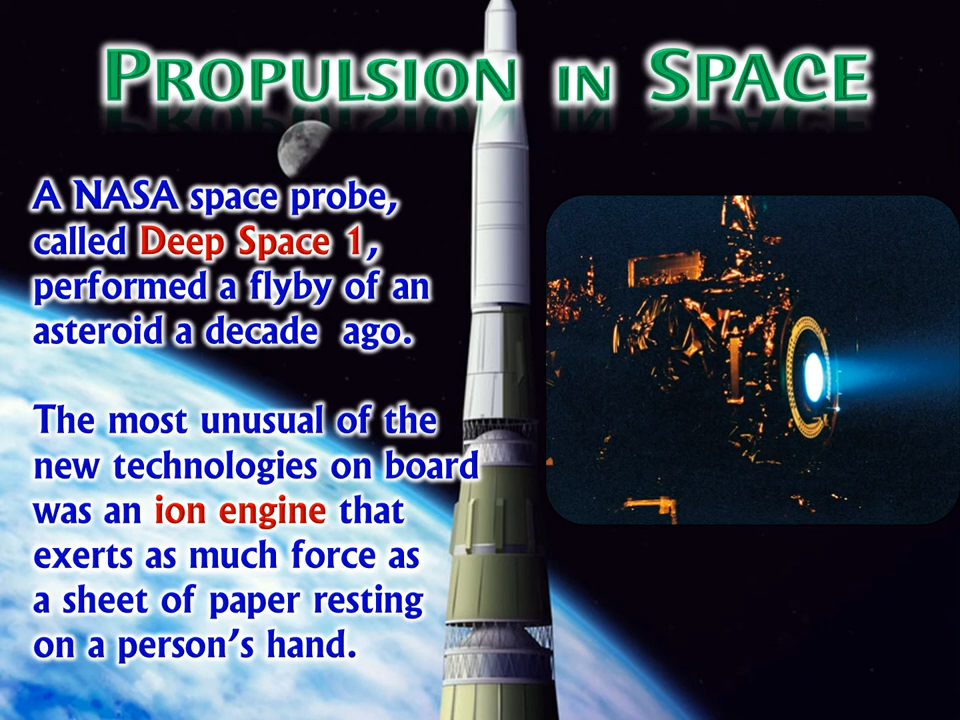 Propulsion in Space
A NASA space probe,
called Deep Space 1,
performed a flyby of an
asteroid a decade ago.
The most unusual of the
new technologies on board
was an ion engine that
exerts as much force as
a sheet of paper resting
on a person’s hand.